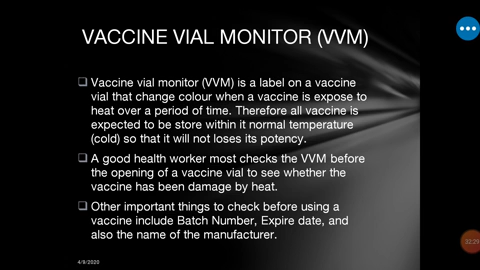 VACCINE VIAL MONITOR (VVM)
Vaccine vial monitor (VVM) is a label on a vaccine
vial that change colour when a vaccine is expose to
heat over a period of time. Therefore all vaccine is
expected to be store within it normal temperature
(cold) so that it will not loses its potency.
A good health worker most checks the VVM before
the opening of a vaccine vial to see whether the
vaccine has been damage by heat.
Other important things to check before using a
vaccine include Batch Number, Expire date, and
also the name of the manufacturer.
4/9/2020
22:29